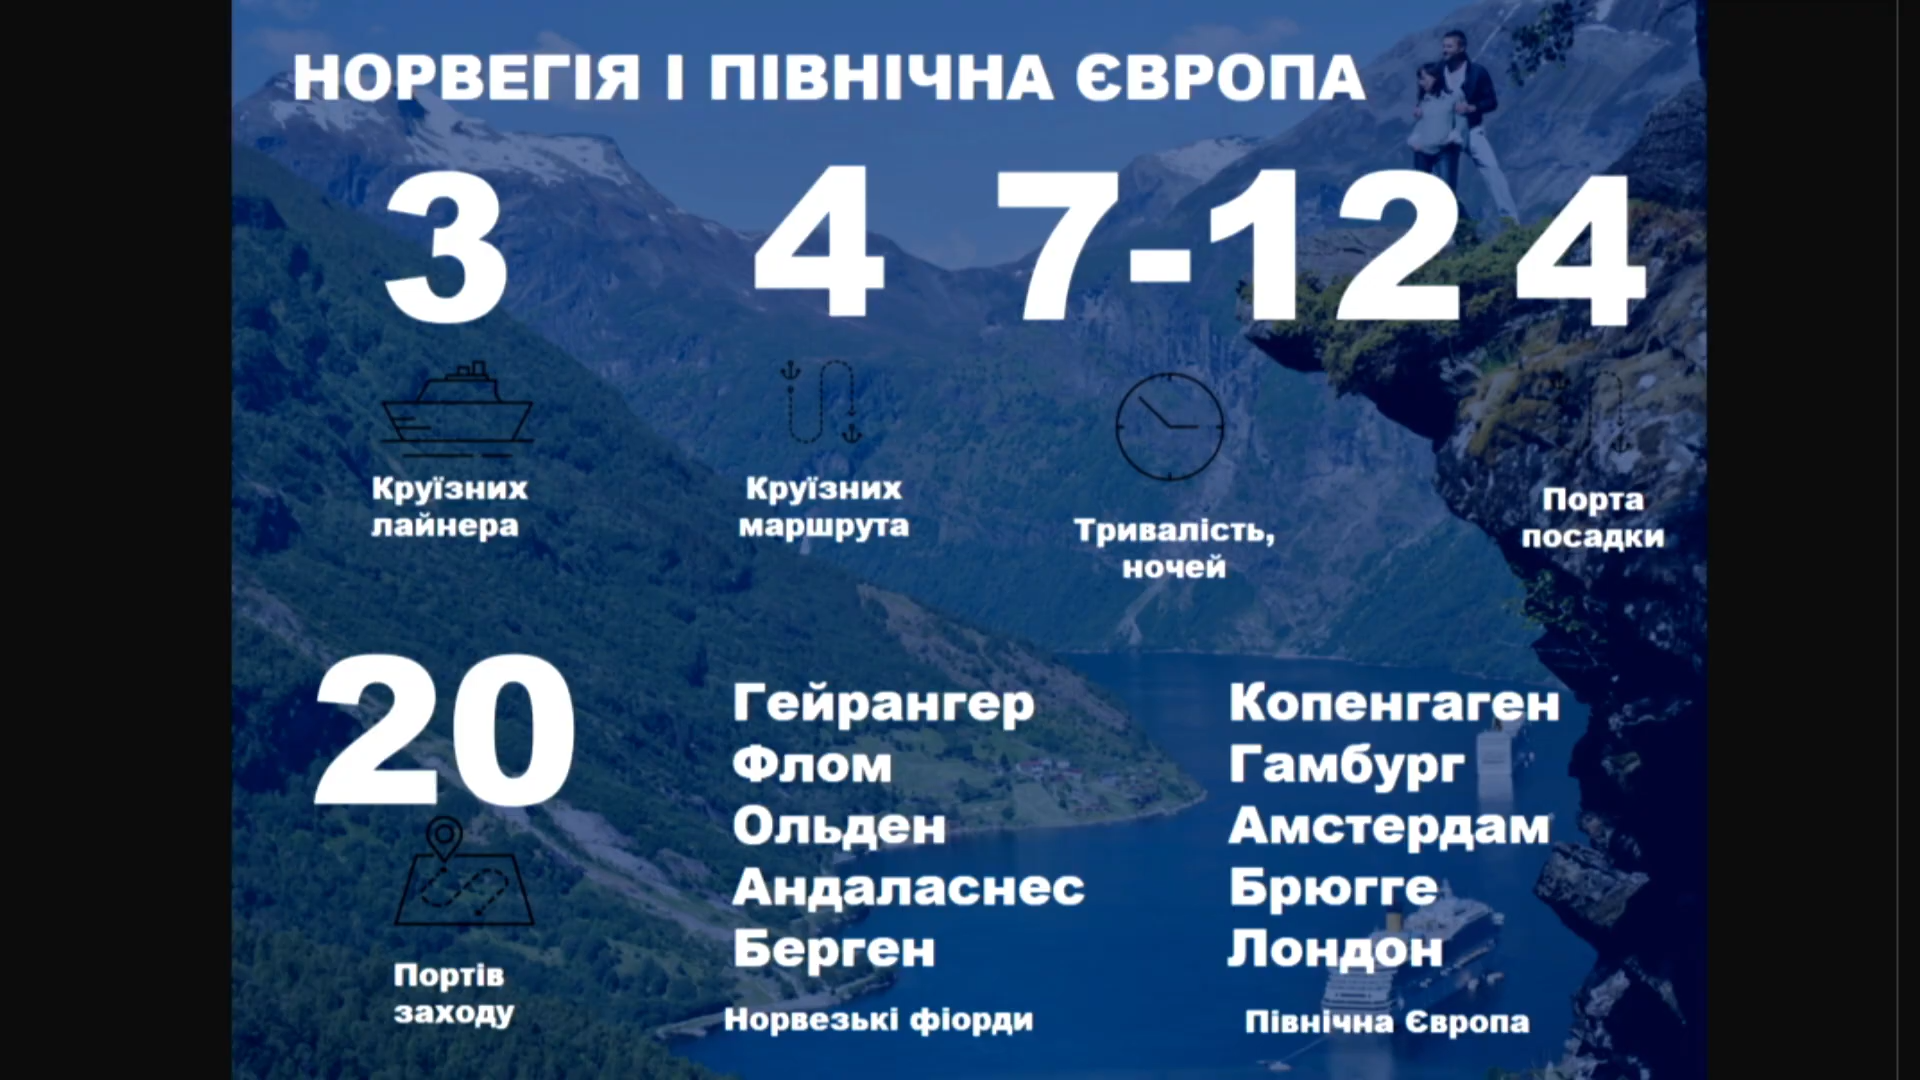 НОРВЕГІЯ І ПІВНІЧНА ЄВРОПА
3
4
7-12
4
Круїзних
лайнера
Круїзних
маршрута
Тривалість,
ночей
Порта
посадки
20
Портів
заходу
Гейрангер
Флом
Ольден
Андаласнес
Берген
Норвезькі фіорди
Копенгаген
Гамбург
Амстердам
Брюгге
Лондон
Північна Європа